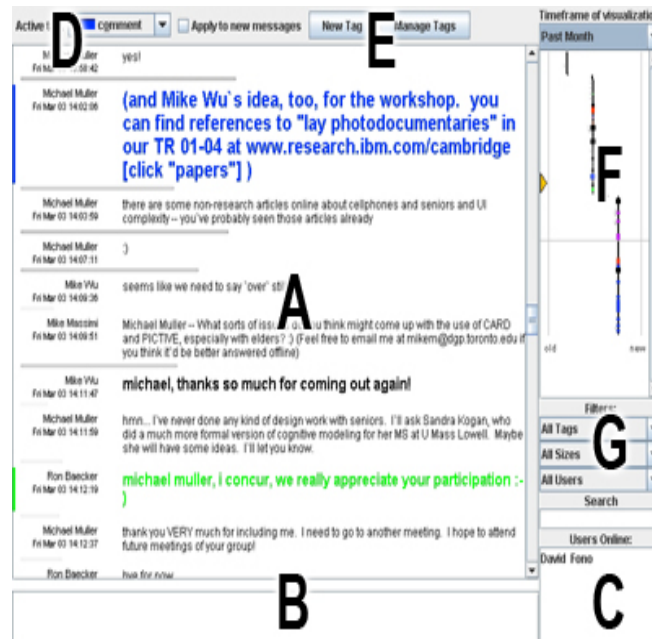 Active t D comment Apply to new messages New Tag E Manage Tags
Timeframe of visualizatio
Past Month
yes!
Michael Muller
Fri Mar 03 14:02:06
(and Mike Wu`s idea, too, for the workshop. you
can find references to "lay photodocumentaries" in
our TR 01-04 at www.research.ibm.com/cambridge
[click "papers"] )
Michael Muller
Fri Mar 03 14:03:59
there are some non-research articles online about cellphones and seniors and UI
complexity -- you've probably seen those articles already
Michael Muller
Fri Mar 03 14:07:11
:)
Mike Wu
Fri Mar 03 14:09:36
seems like we need to say `over` sti
A
Mike Massimi
Fri Mar 03 14:09:51
Michael Muller -- What sorts of issu you think might come up with the use of CARD
and PICTIVE, especially with elders? :) (Feel free to email me at mikem@dgp.toronto.edu if
you think it'd be better answered offline)
Mike Wu
Fri Mar 03 14:11:47
michael, thanks so much for coming out again!
Michael Muller
Fri Mar 03 14:11:59
hmn... I've never done any kind of design work with seniors. I'll ask Sandra Kogan, who
did a much more formal version of cognitive modeling for her MS at U Mass Lowell. Maybe
she will have some ideas. I'll let you know.
Ron Baecker
Fri Mar 03 14:12:19
michael muller, i concur, we really appreciate your participation :-
)
Michael Muller
Fri Mar 03 14:12:37
thank you VERY much for including me. I need to go to another meeting. I hope to attend
future meetings of your group!
Ron Baecker
bye for now
B
F
old new
Filters:
All Tags
G
All Sizes
All Users
Search
Users Online:
David Fono
C